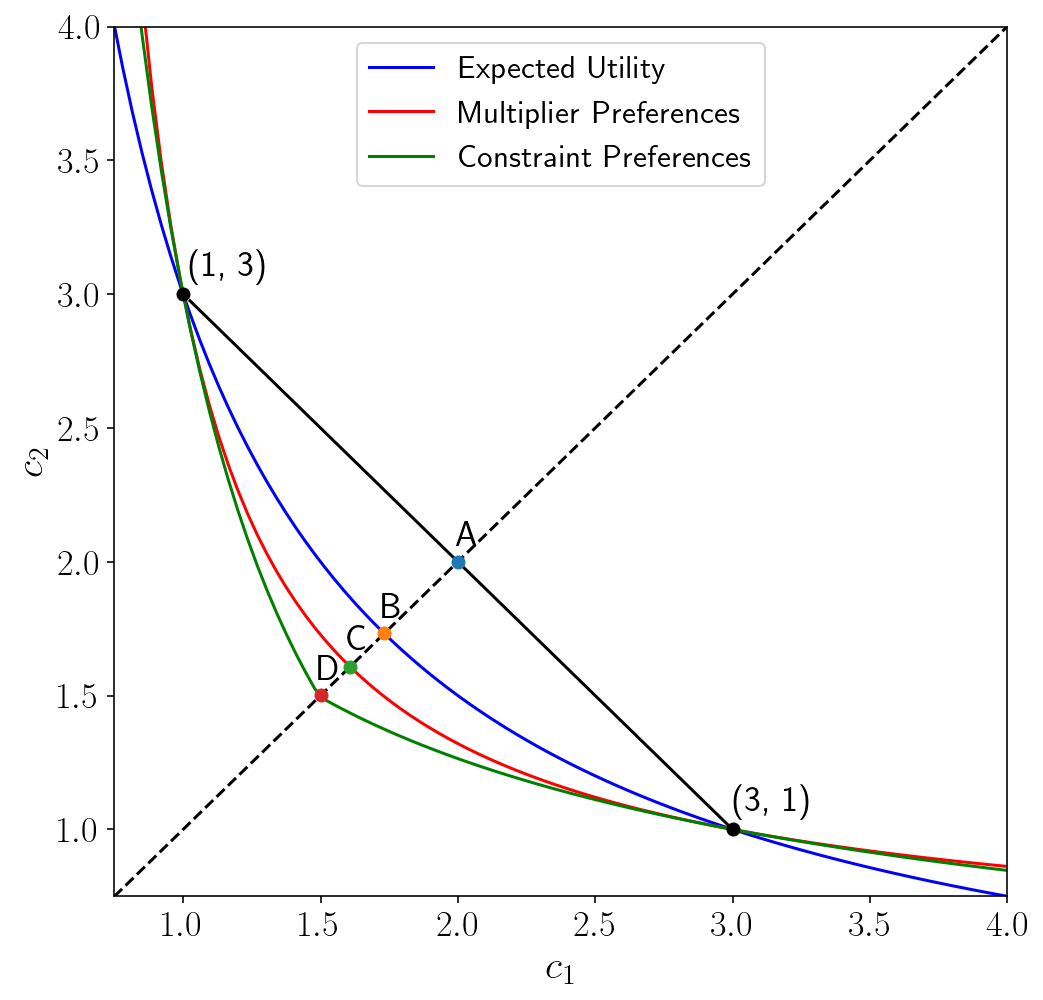 4.0
3.5
3.0
2.5
2.0
1.5
1.0
c2
Expected Utility
Multiplier Preferences
Constraint Preferences
(1, 3)
A
B
C
D
(3, 1)
1.0 1.5 2.0 2.5 3.0 3.5 4.0
c1